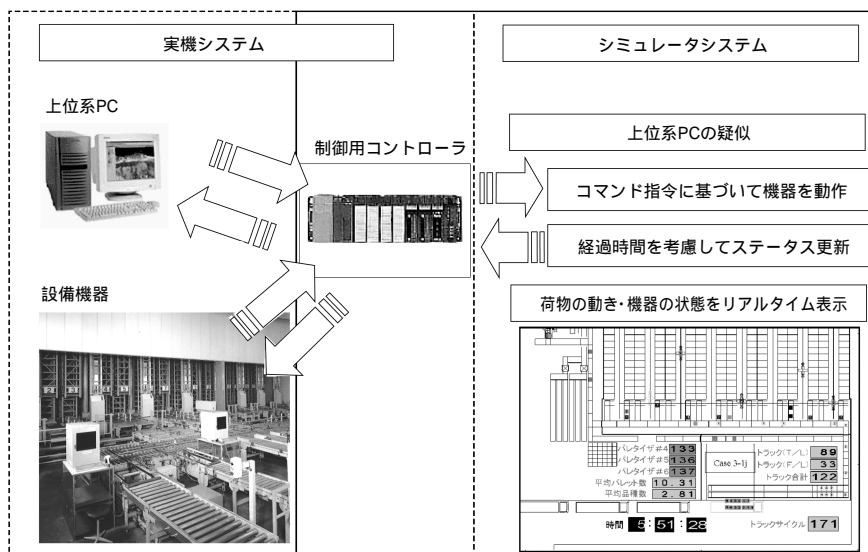 実機システム
シミュレータシステム
上位系PC
制御用コントローラ
上位系PCの疑似
コマンド指令に基づいて機器を動作
経過時間を考慮してステータス更新
設備機器
荷物の動き・機器の状態をリアルタイム表示
パレタイザ#4 133
パレタイザ#5 136
パレタイザ#6 137
平均パレット数 10.31
平均品種数 2.81
Case 3-1j
トラック(T/L) 89
トラック(F/L) 33
トラック合計 122
時間 5:51:28
トラックサイクル 171